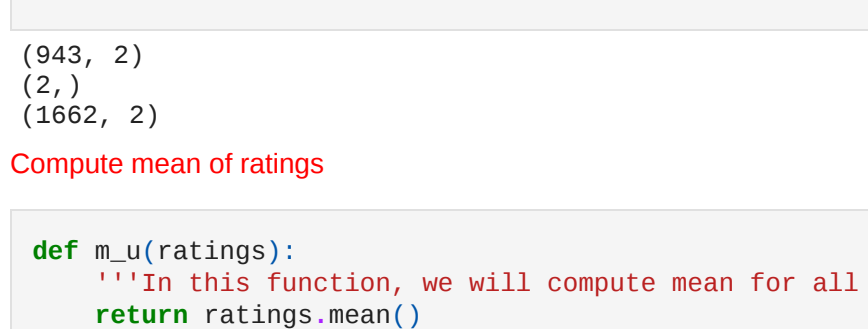 (943, 2)
(2,)
(1662, 2)
Compute mean of ratings
def m_u(ratings):
    '''In this function, we will compute mean for all
    return ratings.mean()